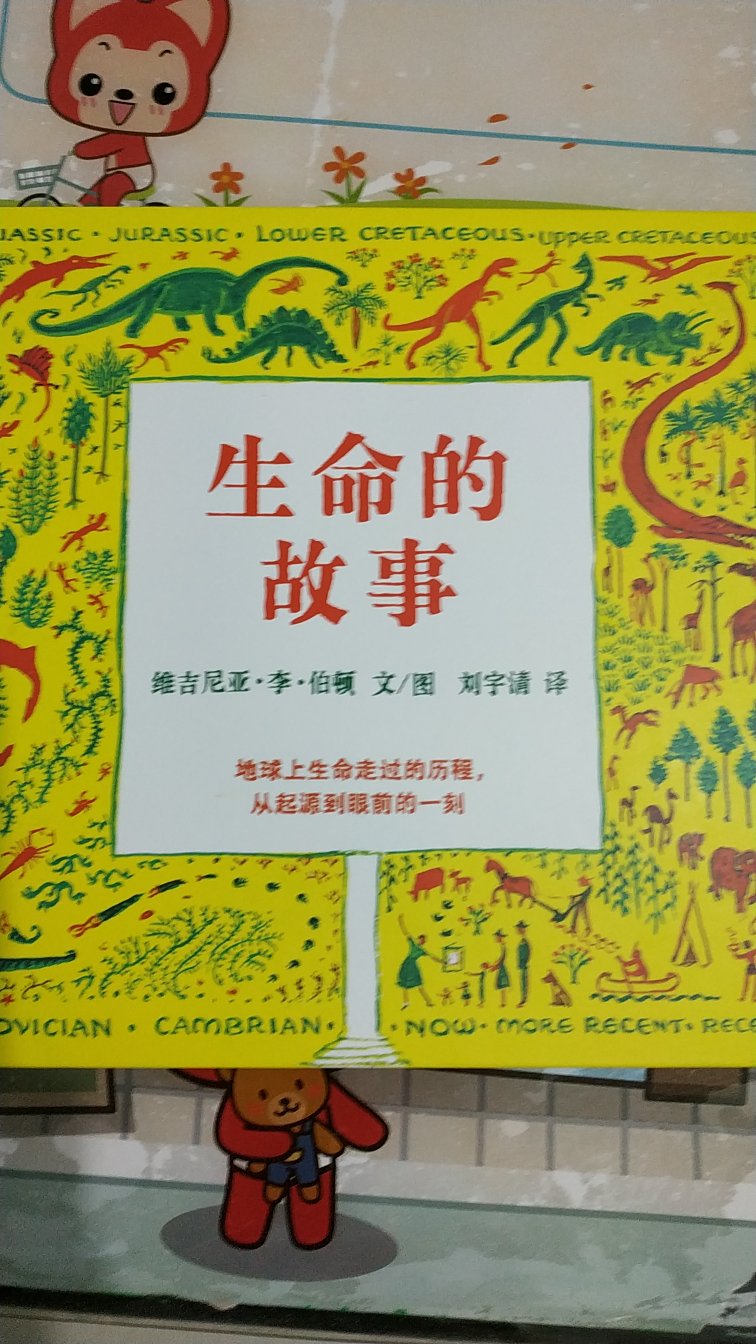 JURASSIC · LOWER CRETACEOUS · UPPER CRETACEOUS
生命的
故事
维吉尼亚·李·伯顿 文/图 刘宇清 译
地球上生命走过的历程，
从起源到眼前的一刻
CAMBRIAN · · NOW · MORE RECENT ·